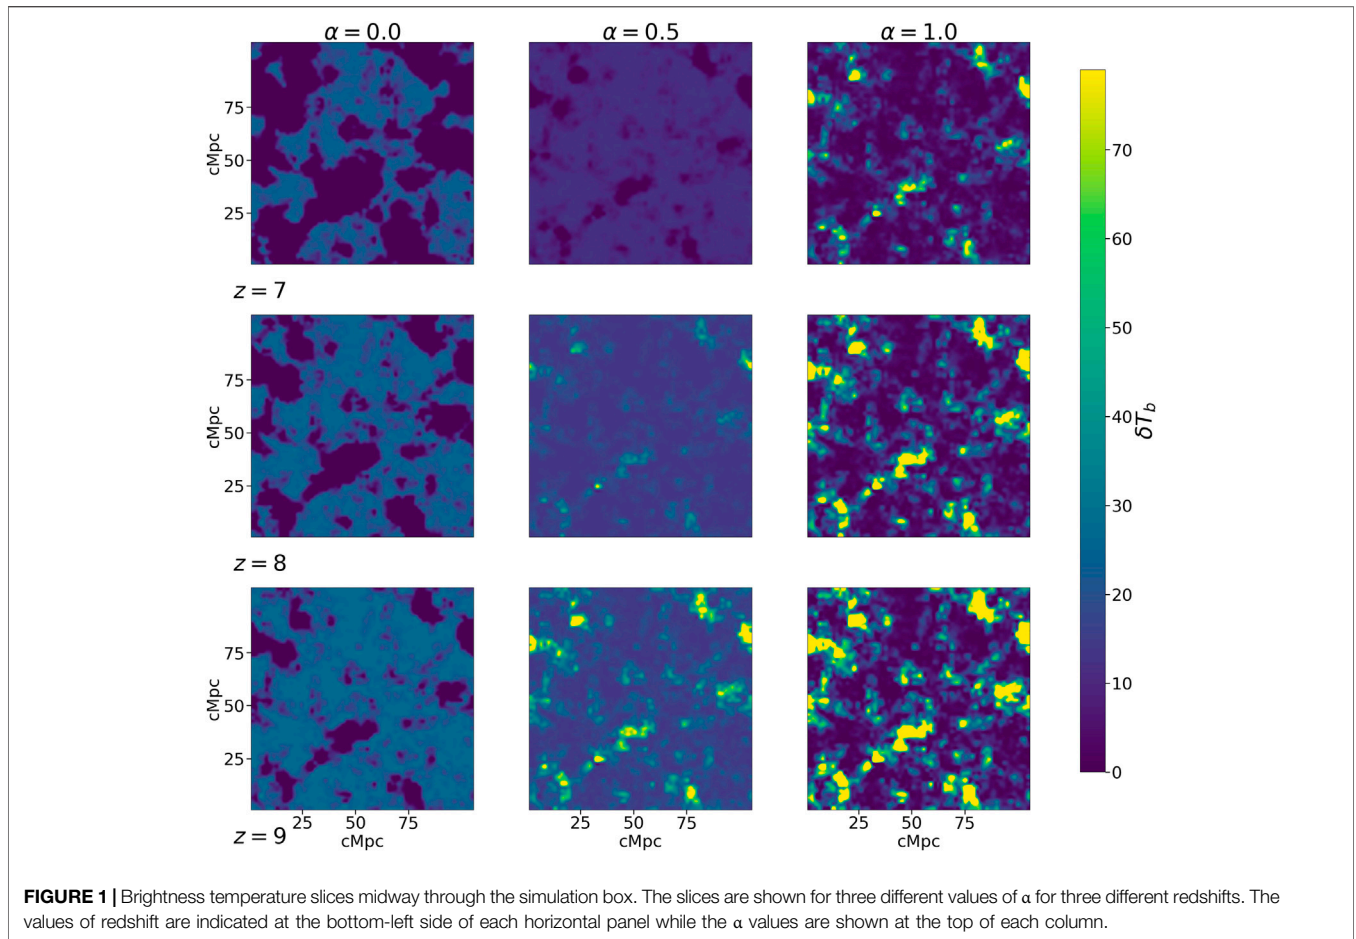 α = 0.0 α = 0.5 α = 1.0
75
cMpc
50
25
z = 7
75
cMpc
50
25
z = 8
75
cMpc
50
25
25 50 75 25 50 75 25 50 75
z = 9
cMpc cMpc cMpc
70
60
50
40
30
20
10
0
δT_b
FIGURE 1 | Brightness temperature slices midway through the simulation box. The slices are shown for three different values of α for three different redshifts. The
values of redshift are indicated at the bottom-left side of each horizontal panel while the α values are shown at the top of each column.